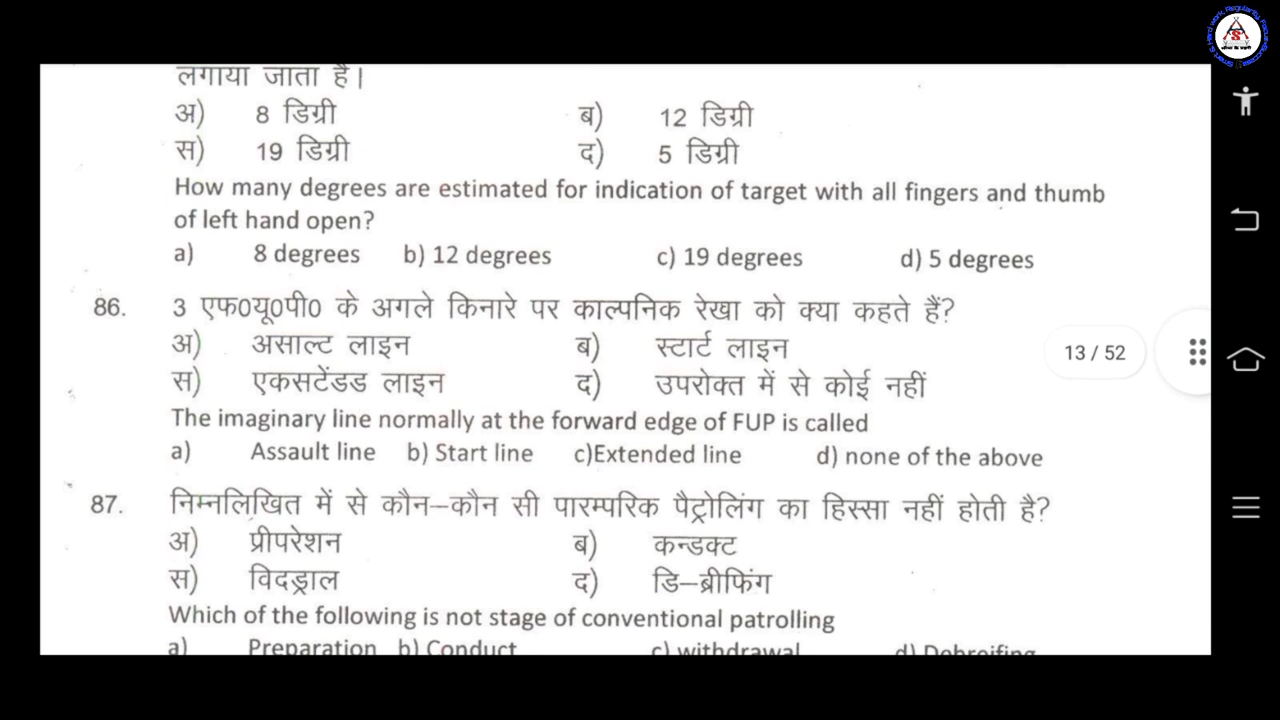 लगाया जाता है।
अ) 8 डिग्री ब) 12 डिग्री
स) 19 डिग्री द) 5 डिग्री
How many degrees are estimated for indication of target with all fingers and thumb
of left hand open?
a) 8 degrees b) 12 degrees c) 19 degrees d) 5 degrees
86. 3 एफ0यू0पी0 के अगले किनारे पर काल्पनिक रेखा को क्या कहते हैं?
अ) असाल्ट लाइन ब) स्टार्ट लाइन
स) एकसटेंडड लाइन द) उपरोक्त में से कोई नहीं
The imaginary line normally at the forward edge of FUP is called
a) Assault line b) Start line c)Extended line d) none of the above
13 / 52
87. निम्नलिखित में से कौन–कौन सी पारम्परिक पैट्रोलिंग का हिस्सा नहीं होती है?
अ) प्रीपरेशन ब) कन्डक्ट
स) विदड्राल द) डि–ब्रीफिंग
Which of the following is not stage of conventional patrolling
a) Preparation b) Conduct c) withdrawal d) Debreifing